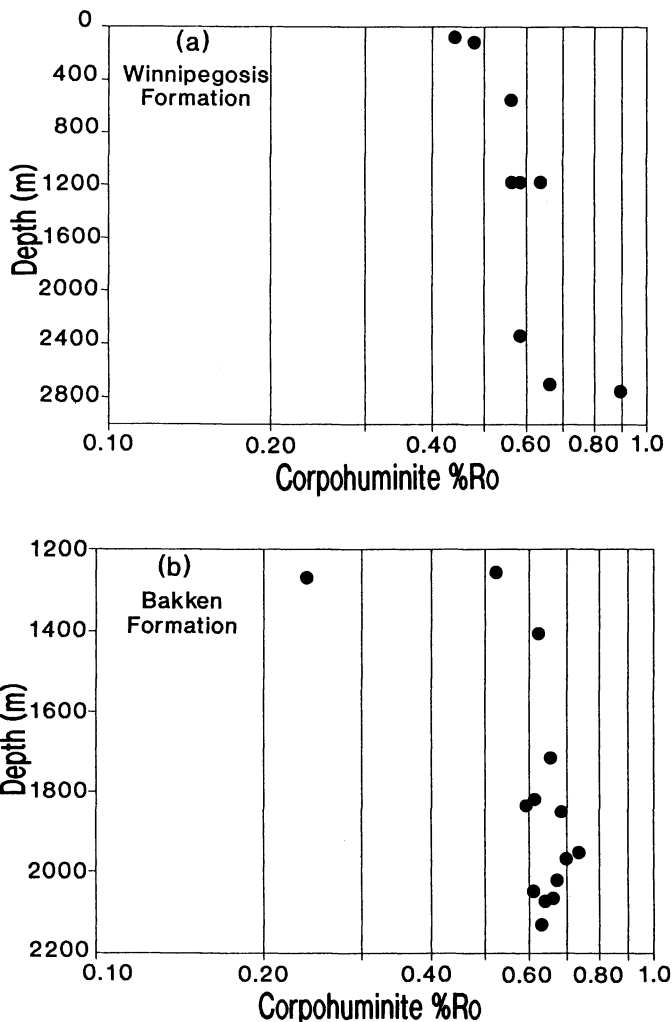 0
(a)
Winnipegosis
Formation
400
800
1200
1600
2000
2400
2800
Depth (m)
0.10 0.20 0.40 0.60 0.80 1.0
Corpohuminite %Ro
1200
(b)
Bakken
Formation
1400
1600
1800
2000
2200
Depth (m)
0.10 0.20 0.40 0.60 0.80 1.0
Corpohuminite %Ro